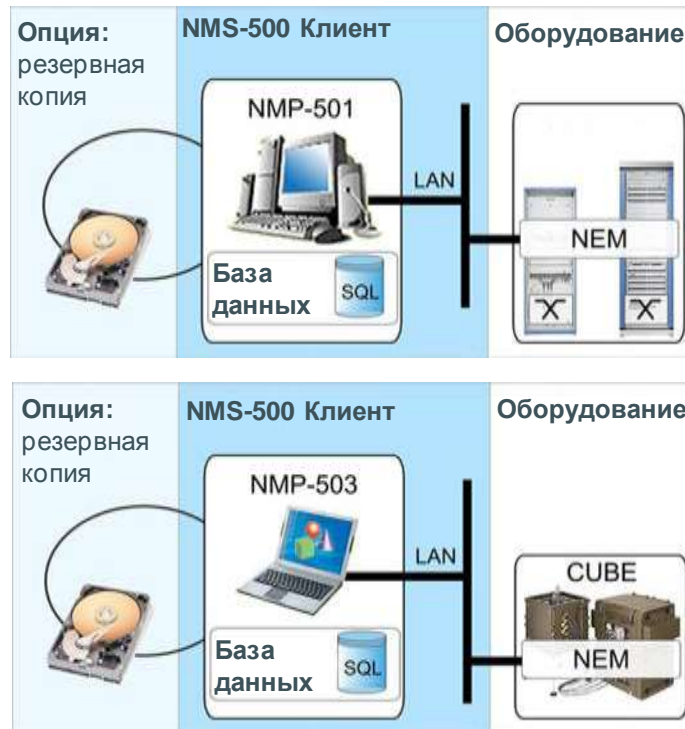 Опция:
резервная
копия
NMS-500 Клиент
Оборудование
NMP-501
LAN
База
данных
SQL
NEM
Опция:
резервная
копия
NMS-500 Клиент
Оборудование
NMP-503
LAN
База
данных
SQL
CUBE
NEM